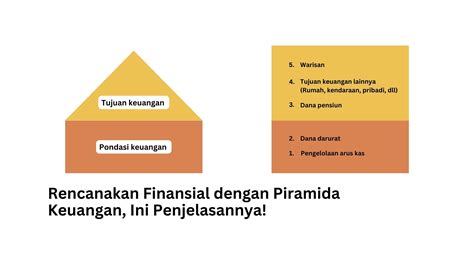 Tujuan keuangan
Pondasi keuangan
5. Warisan
4. Tujuan keuangan lainnya
(Rumah, kendaraan, pribadi, dll)
3. Dana pensiun
2. Dana darurat
1. Pengelolaan arus kas
Rencanakan Finansial dengan Piramida
Keuangan, Ini Penjelasannya!